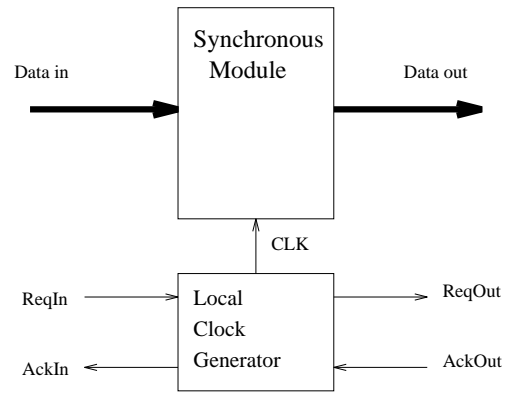 Synchronous
Module
Data in
Data out
CLK
ReqIn
Local
Clock
Generator
ReqOut
AckIn
AckOut